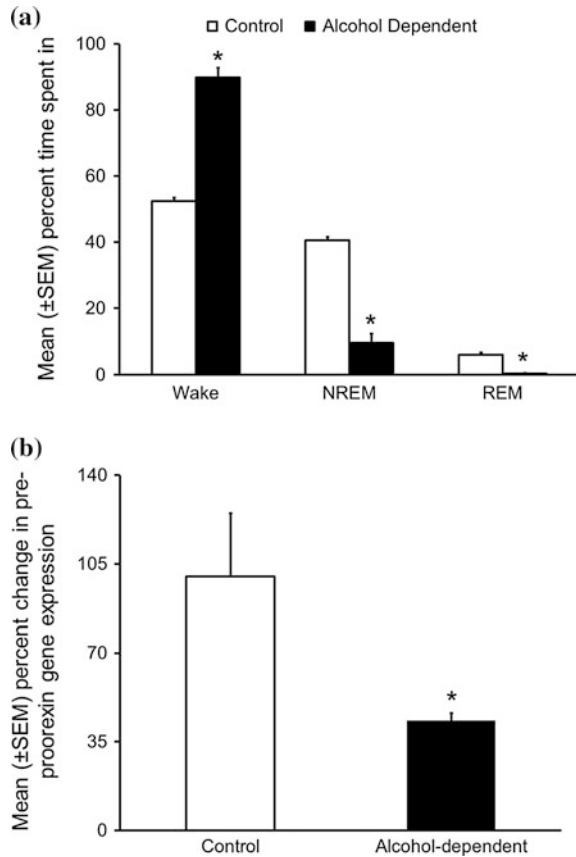 (a)
Control Alcohol Dependent
Mean (±SEM) percent time spent in
100
80
60
40
20
0
*
*
*
Wake NREM REM
(b)
Mean (±SEM) percent change in pre-
proorexin gene expression
140
105
70
35
0
*
Control Alcohol-dependent